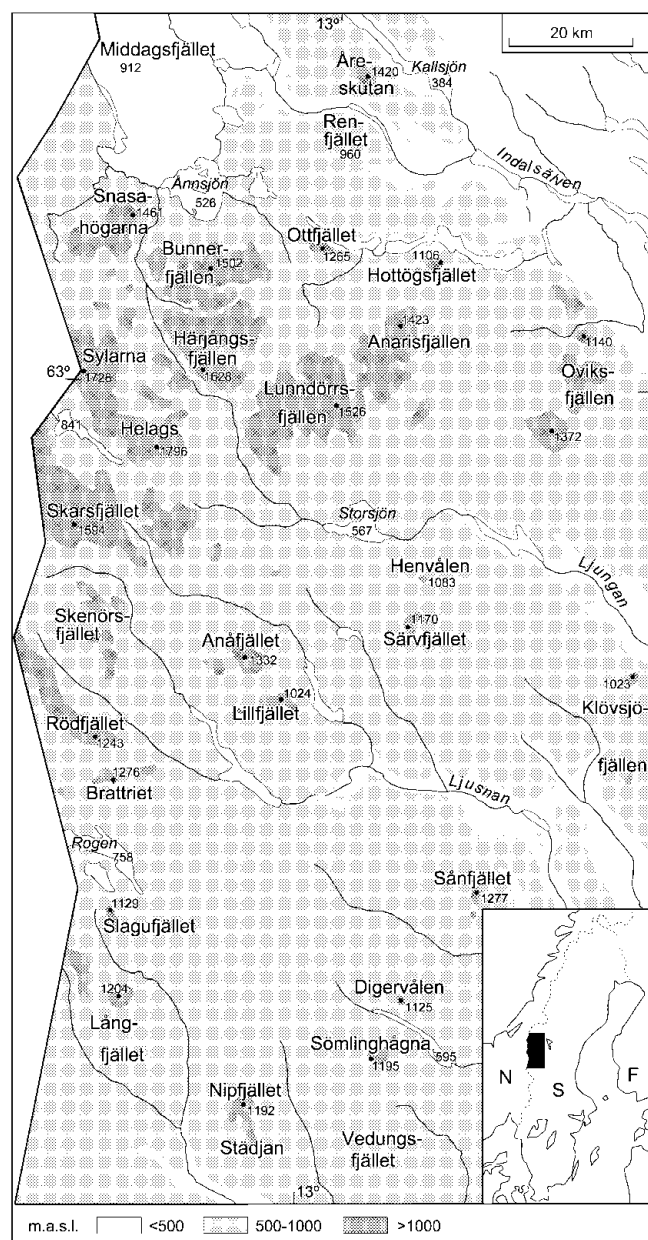 13°
20 km
Middagsfjället
912
Åre-
skutan
1420
Kallsjön
384
Ren-
fjället
960
Indalsälven
Annsjön
526
Snasa-
högarna
1461
Bunner-
fjällen
1502
Ottfjället
1265
1106
Hottögsfjället
1423
Anarisfjällen
1140
Oviks-
fjällen
1372
Härjångs-
fjällen
1628
63°
Sylarna
1728
Lunndörrs-
fjällen
1526
841
Helags
1796
Skarsfjället
1594
Storsjön
567
Ljungan
Henvålen
1083
1170
Särvfjället
Skenörs-
fjället
Anåfjället
1332
1024
Lillfjället
1023
Klövsjö-
fjällen
Rödfjället
1243
1276
Brattriet
Ljusnan
Rogen
758
Sånfjället
1277
1129
Slagufjället
1204
Lång-
fjället
Digervålen
1125
Sömlinghågna
1195
595
Nipfjället
1192
Städjan
Vedungs-
fjället
N
S
F
13°
m.a.s.l.
<500
500-1000
>1000